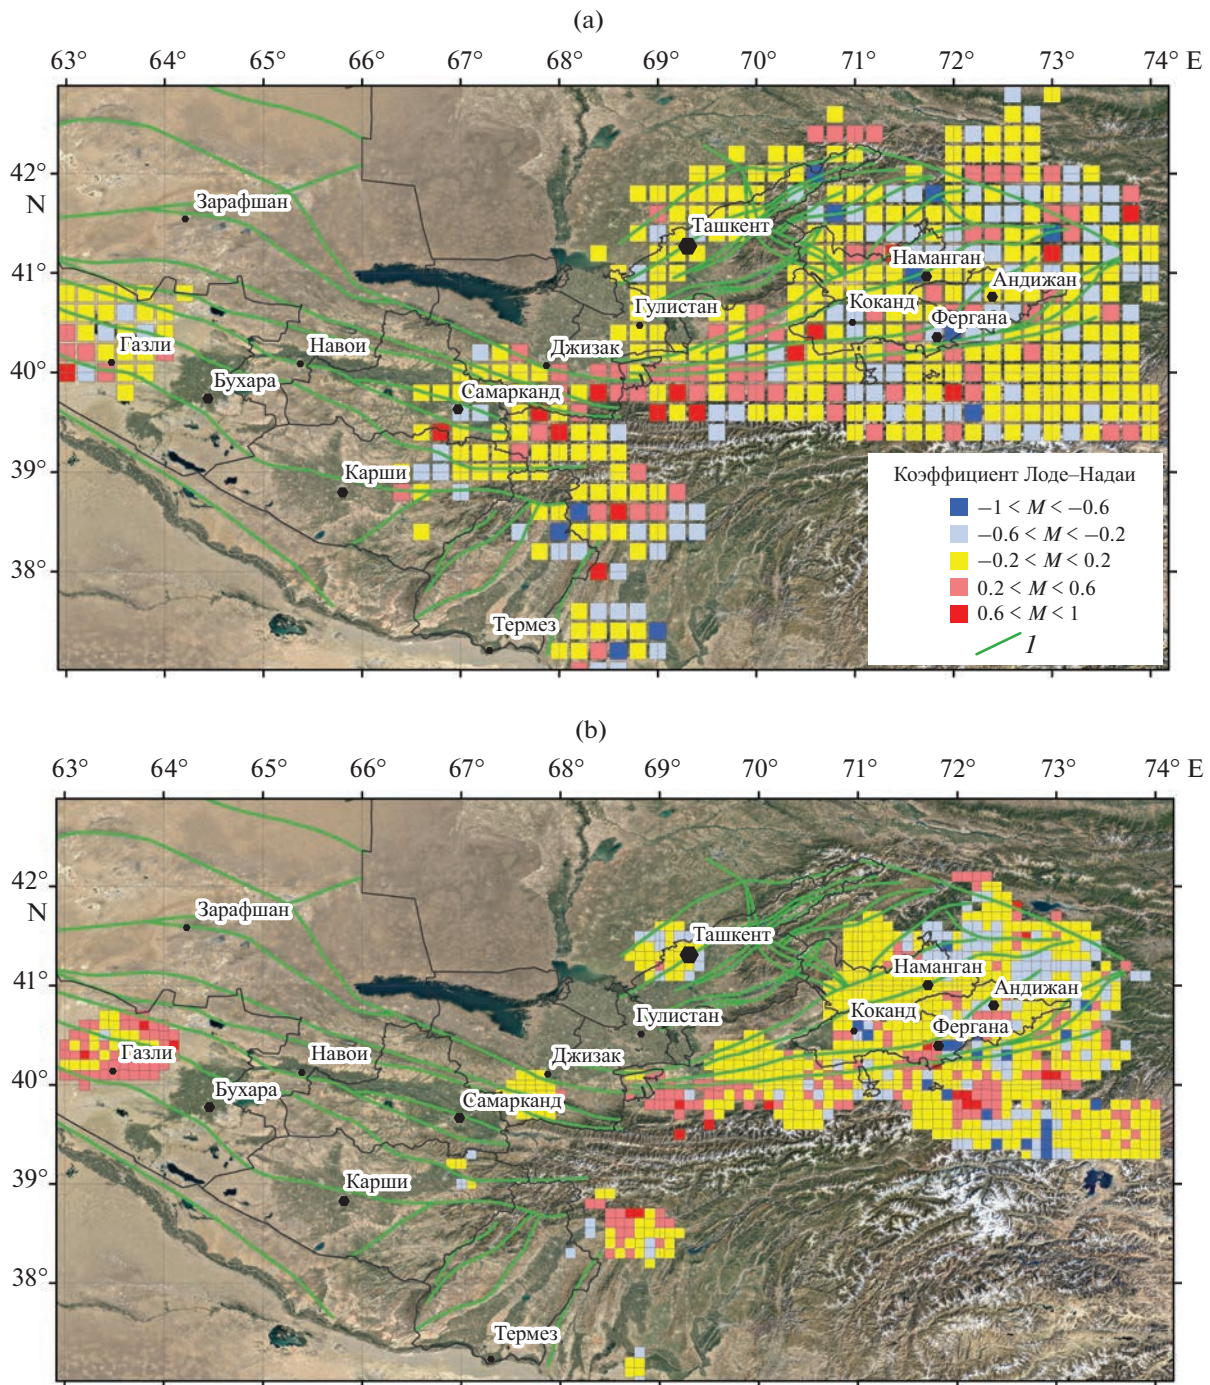 (a)
63° 64° 65° 66° 67° 68° 69° 70° 71° 72° 73° 74° E
42°
N
Зарафшан
Ташкент
41°
Наманган
Андижан
Гулистан
Коканд
Фергана
Газли
Навои
Джизак
40°
Бухара
Самарканд
39°
Карши
Коэффициент Лоде–Надаи
−1 < M < −0.6
−0.6 < M < −0.2
−0.2 < M < 0.2
0.2 < M < 0.6
0.6 < M < 1
1
38°
Термез
(b)
63° 64° 65° 66° 67° 68° 69° 70° 71° 72° 73° 74° E
42°
N
Зарафшан
Ташкент
41°
Наманган
Андижан
Гулистан
Коканд
Фергана
Газли
Навои
Джизак
40°
Бухара
Самарканд
39°
Карши
38°
Термез